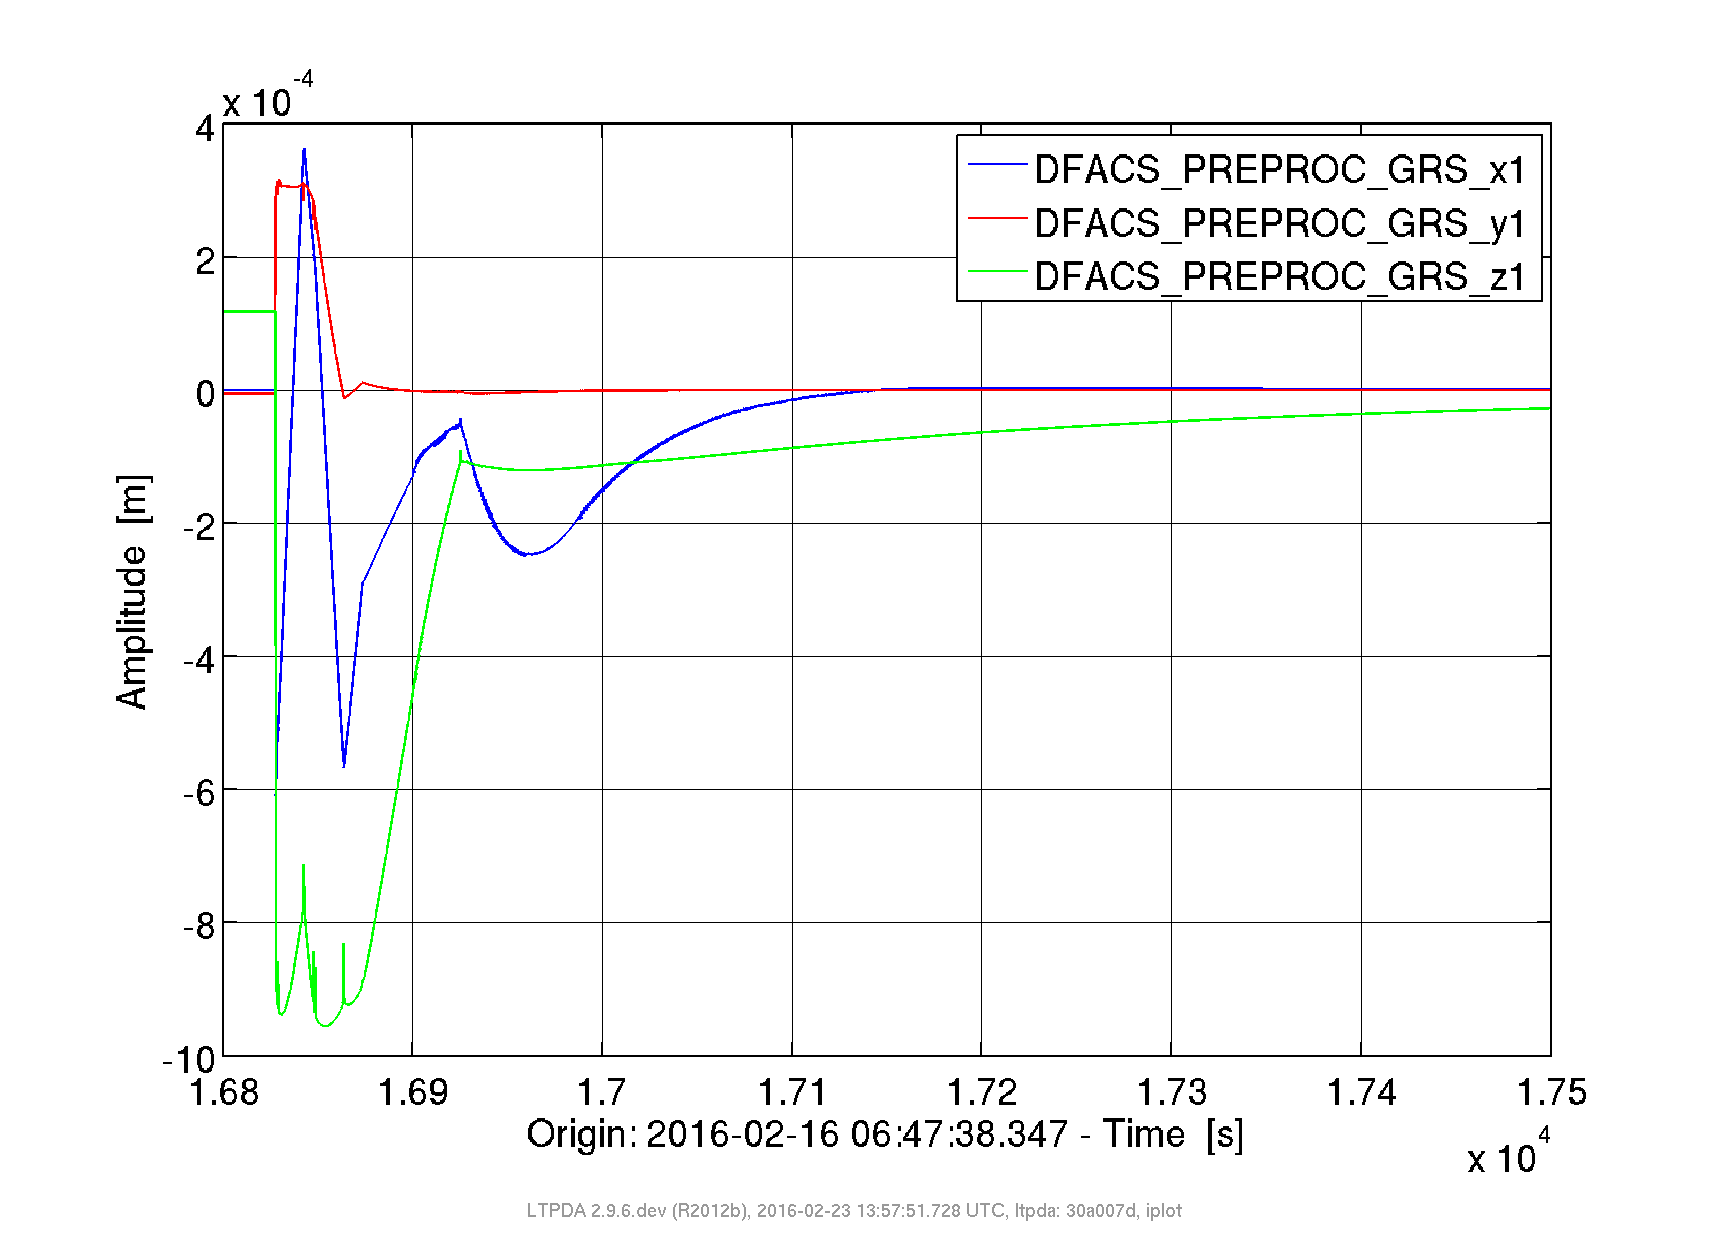 x 10^-4
4
DFACS_PREPROC_GRS_x1
DFACS_PREPROC_GRS_y1
DFACS_PREPROC_GRS_z1
2
0
-2
-4
-6
-8
-10
Amplitude [m]
1.68 1.69 1.7 1.71 1.72 1.73 1.74 1.75
Origin: 2016-02-16 06:47:38.347 - Time [s]
x 10^4
LTPDA 2.9.6.dev (R2012b), 2016-02-23 13:57:51.728 UTC, ltpda: 30a007d, iplot